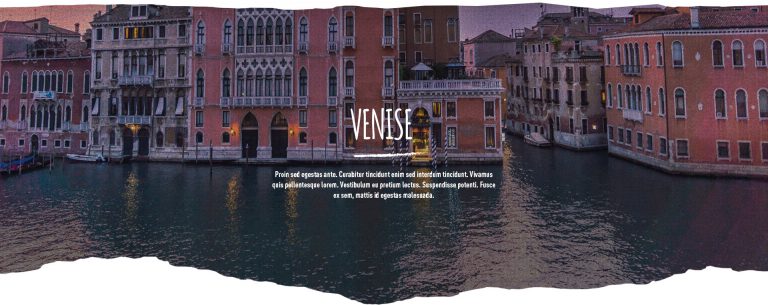 VENISE
Proin sed egestas ante. Curabitur tincidunt enim sed interdum tincidunt. Vivamus
quis pellentesque lorem. Vestibulum eu pretium lectus. Suspendisse potenti. Fusce
ex sem, mattis id egestas malesuada.